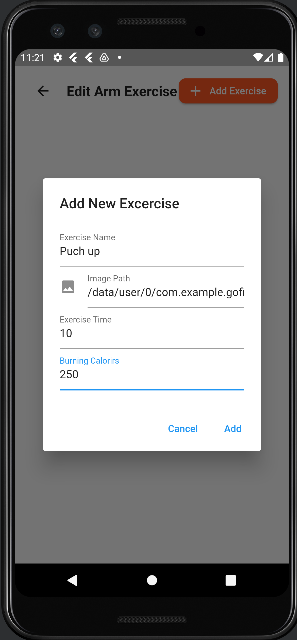 11:21
Edit Arm Exercise
Add Exercise
Add New Excercise
Exercise Name
Puch up
Image Path
/data/user/0/com.example.gofi
Exercise Time
10
Burning Calorirs
250
Cancel
Add